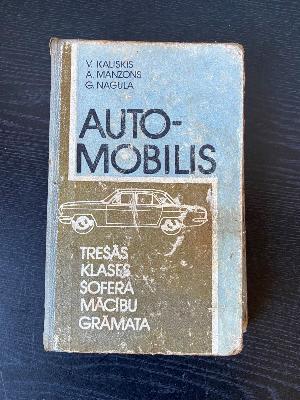 V. KALISKIS
A. MANZONS
G. NAGULA
AUTO-
MOBILIS
TREŠĀS
KLASES
ŠOFERA
MĀCĪBU
GRĀMATA